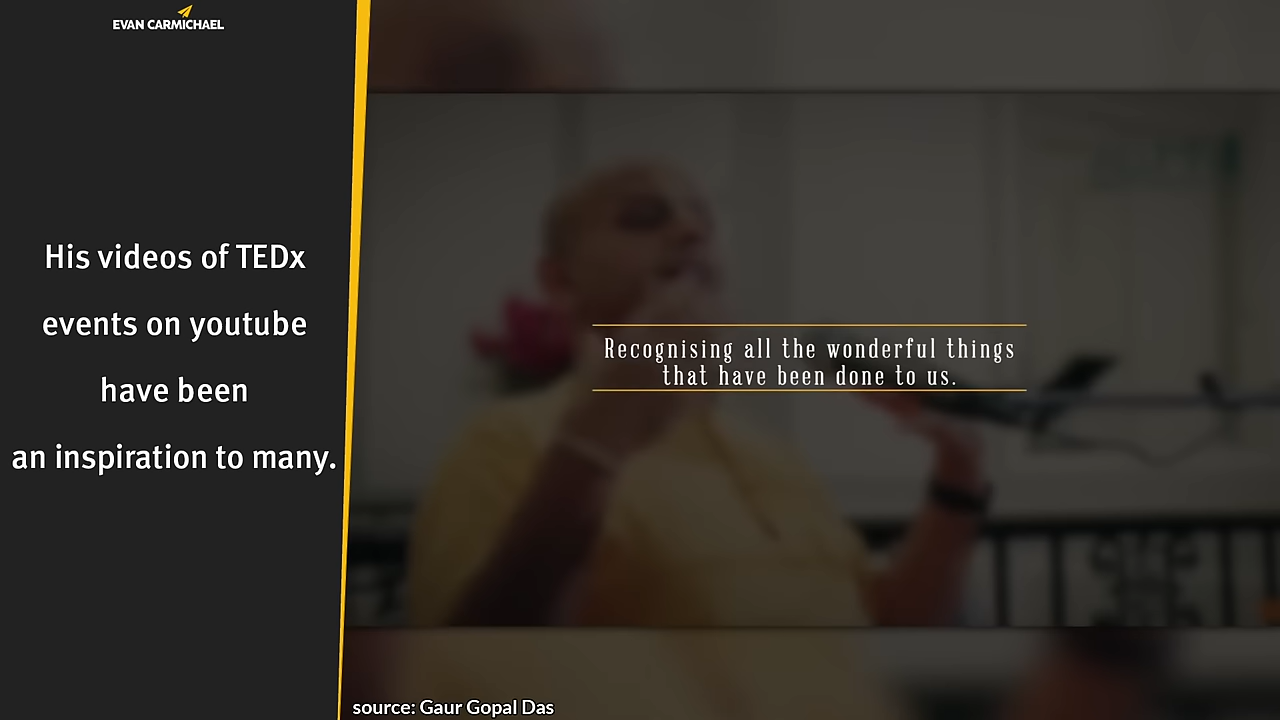 EVAN CARMICHAEL
His videos of TEDx
events on youtube
have been
an inspiration to many.
Recognising all the wonderful things
that have been done to us.
source: Gaur Gopal Das